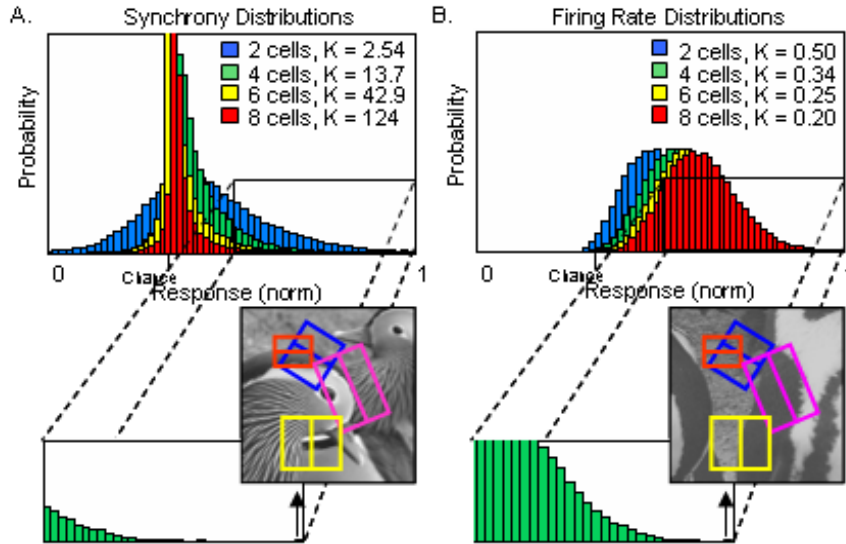 A.
Synchrony Distributions
Probability
2 cells, K = 2.54
4 cells, K = 13.7
6 cells, K = 42.9
8 cells, K = 124
0
Chance
1
Response (norm)
B.
Firing Rate Distributions
Probability
2 cells, K = 0.50
4 cells, K = 0.34
6 cells, K = 0.25
8 cells, K = 0.20
0
Chance
1
Response (norm)